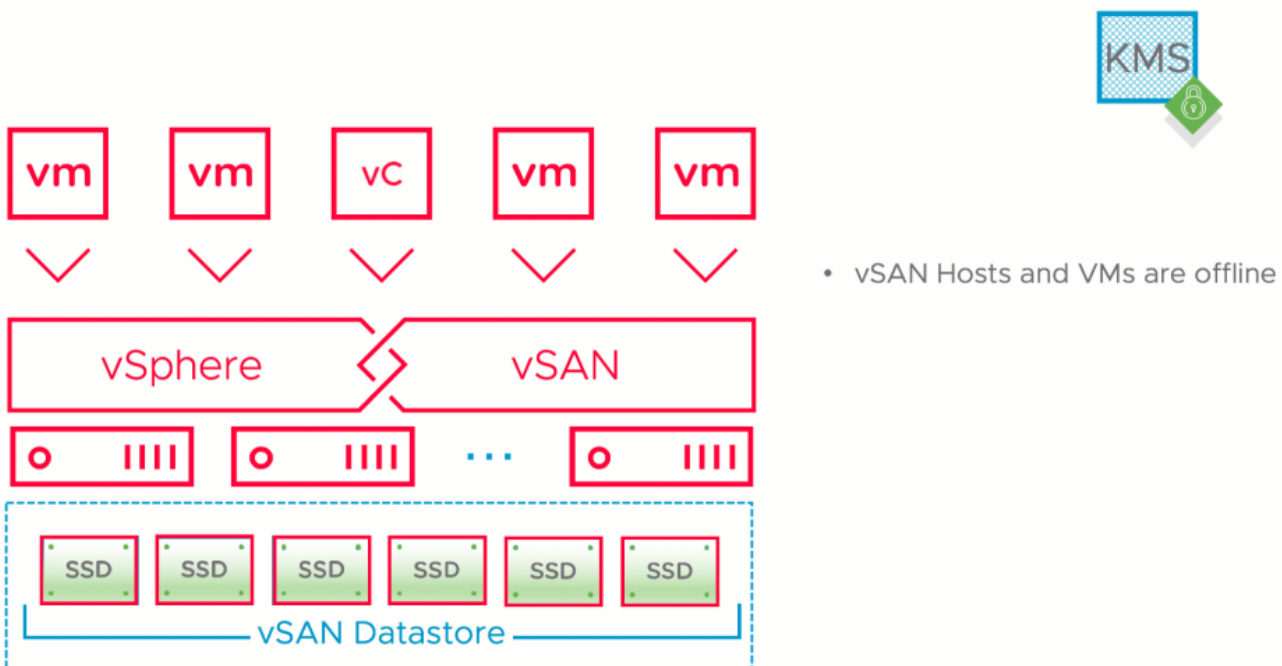 KMS
vm vm vC vm vm
• vSAN Hosts and VMs are offline
vSphere vSAN
...
SSD SSD SSD SSD SSD SSD
vSAN Datastore